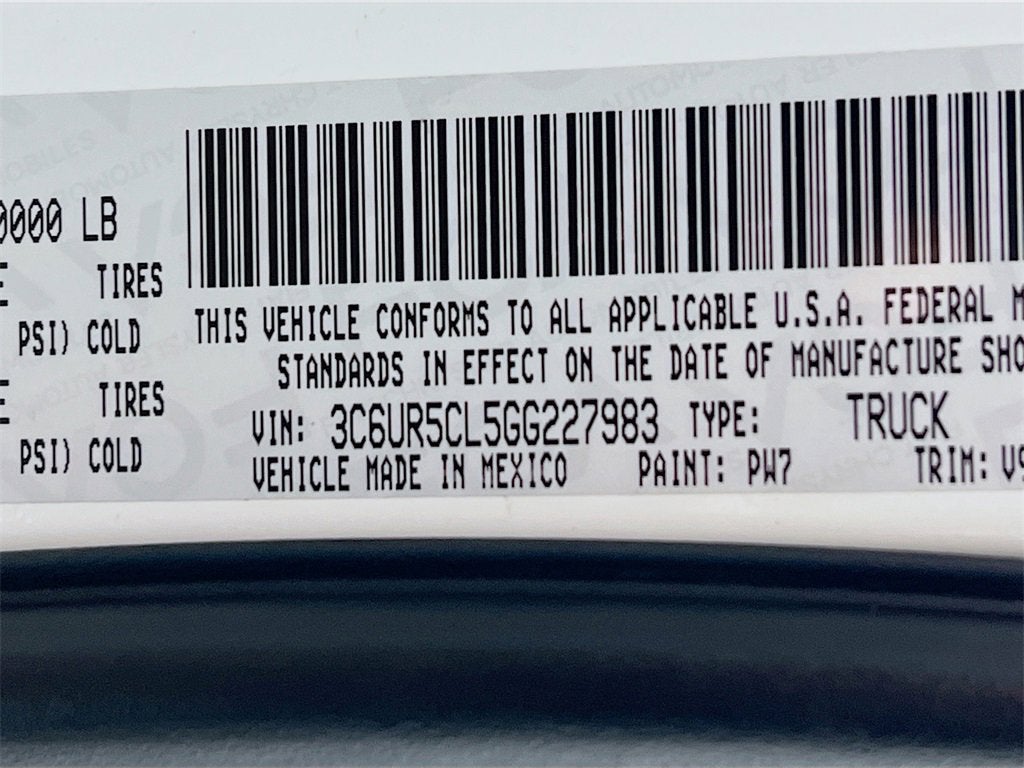 0000 LB
TIRES
PSI) COLD
TIRES
PSI) COLD
THIS VEHICLE CONFORMS TO ALL APPLICABLE U.S.A. FEDERAL M
STANDARDS IN EFFECT ON THE DATE OF MANUFACTURE SHO
VIN: 3C6UR5CL5GG227983 TYPE: TRUCK
VEHICLE MADE IN MEXICO PAINT: PW7 TRIM: V9